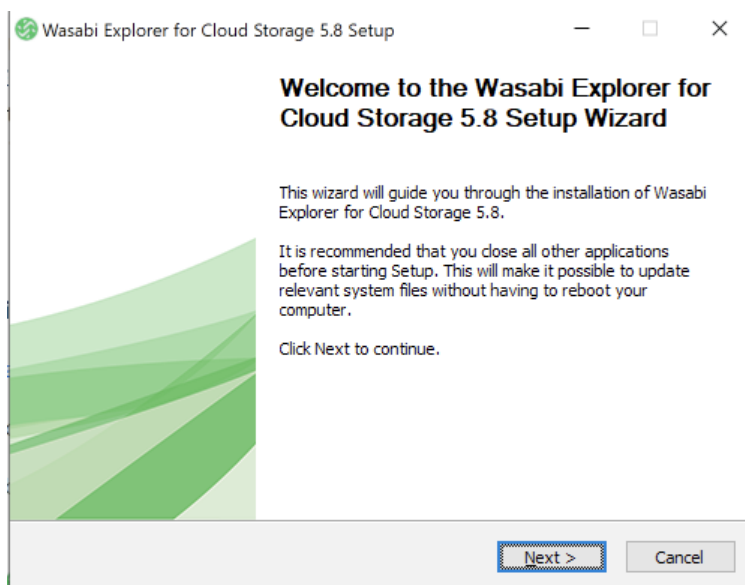 Wasabi Explorer for Cloud Storage 5.8 Setup
Welcome to the Wasabi Explorer for
Cloud Storage 5.8 Setup Wizard
This wizard will guide you through the installation of Wasabi
Explorer for Cloud Storage 5.8.
It is recommended that you close all other applications
before starting Setup. This will make it possible to update
relevant system files without having to reboot your
computer.
Click Next to continue.
Next >
Cancel